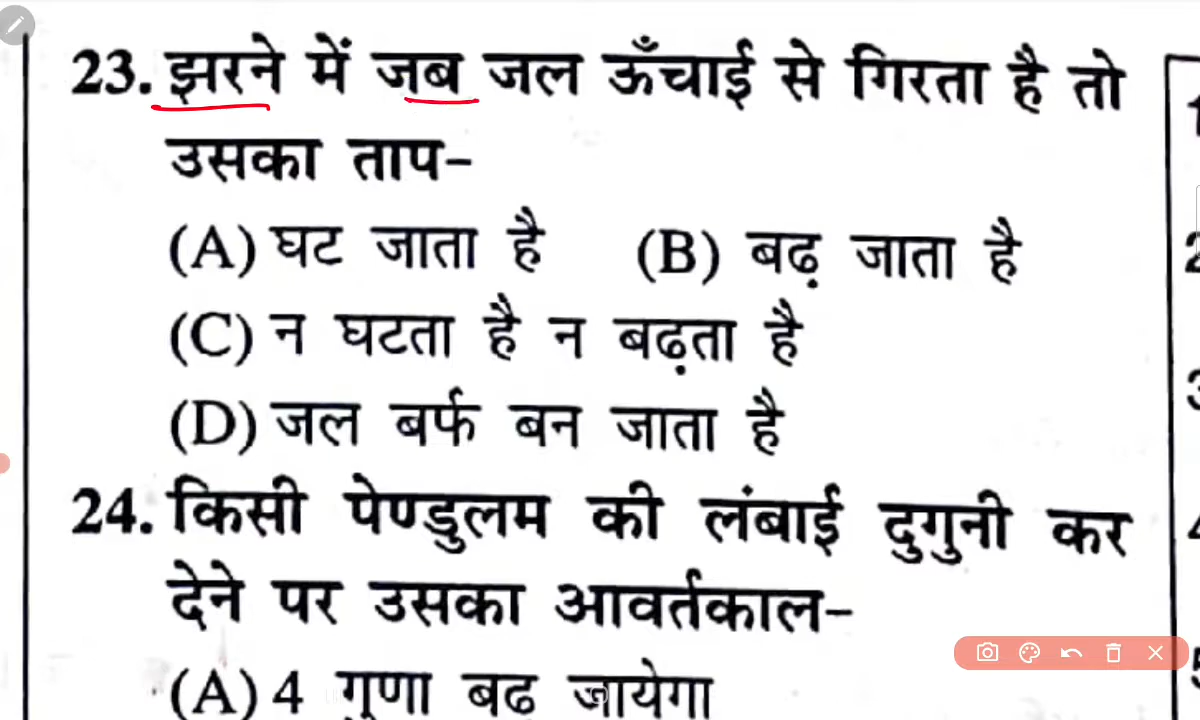 23. झरने में जब जल ऊँचाई से गिरता है तो
उसका ताप-
(A) घट जाता है (B) बढ़ जाता है
(C) न घटता है न बढ़ता है
(D) जल बर्फ बन जाता है
24. किसी पेण्डुलम की लंबाई दुगुनी कर
देने पर उसका आवर्तकाल-
(A) 4 गुणा बढ़ जायेगा